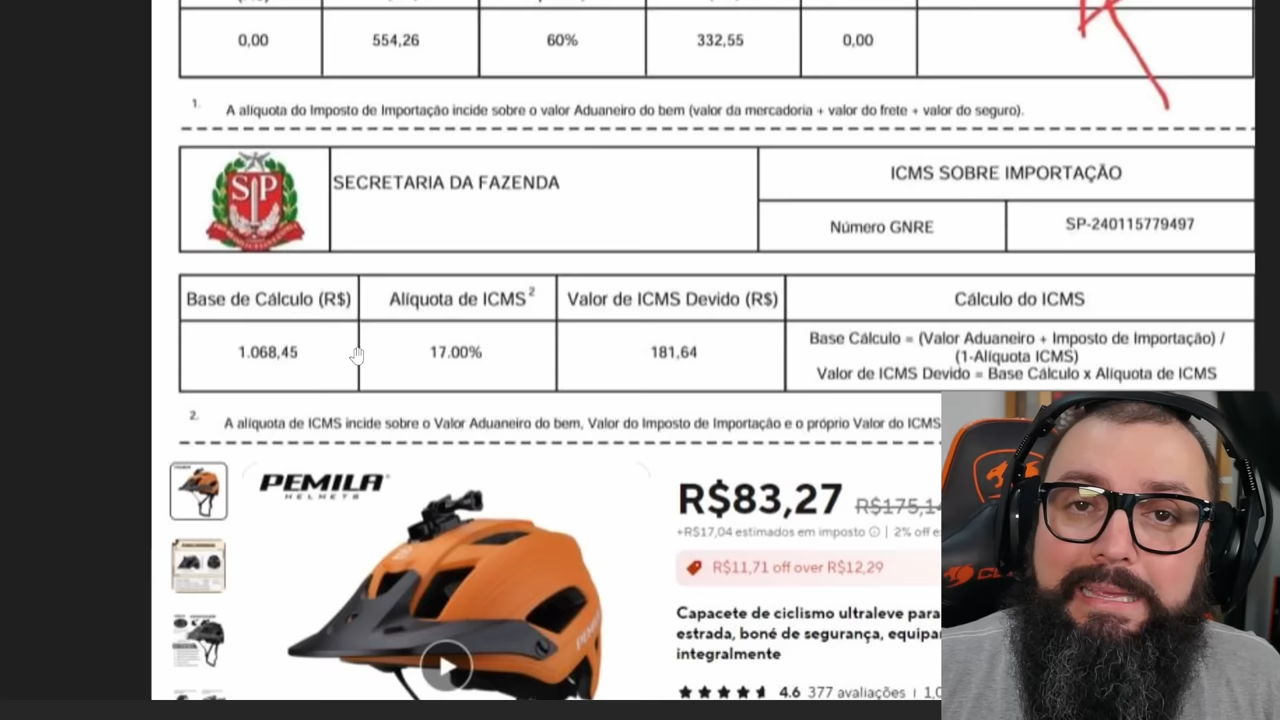 0,00
554,26
60%
332,55
0,00
1.
A alíquota do Imposto de Importação incide sobre o valor Aduaneiro do bem (valor da mercadoria + valor do frete + valor do seguro).
SP
SECRETARIA DA FAZENDA
ICMS SOBRE IMPORTAÇÃO
Número GNRE
SP-240115779497
Base de Cálculo (R$)
Alíquota de ICMS 2
Valor de ICMS Devido (R$)
Cálculo do ICMS
1.068,45
17.00%
181,64
Base Cálculo = (Valor Aduaneiro + Imposto de Importação) /
(1-Alíquota ICMS)
Valor de ICMS Devido = Base Cálculo x Alíquota de ICMS
2.
A alíquota de ICMS incide sobre o Valor Aduaneiro do bem, Valor do Imposto de Importação e o próprio Valor do ICMS
PEMILA
HELMETS
R$83,27
+R$17,04 estimados em imposto
2% off
R$11,71 off over R$12,29
Capacete de ciclismo ultraleve para
estrada, boné de segurança,
integralmente
4.6 377 avaliações